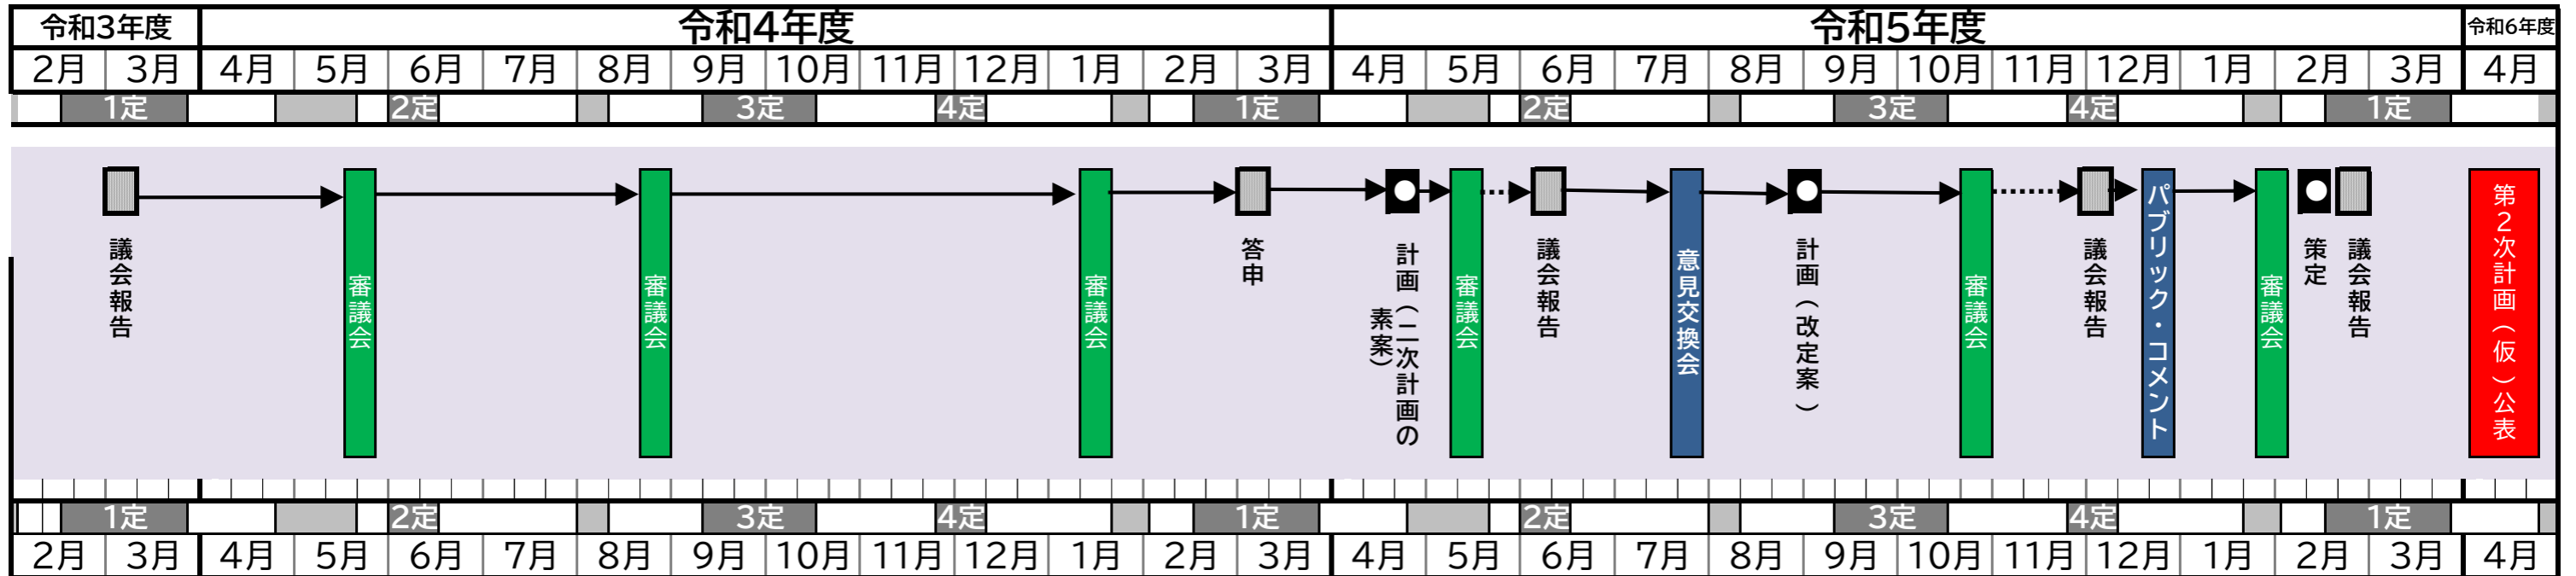 令和3年度 令和4年度 令和5年度 令和6年度
2月 3月 4月 5月 6月 7月 8月 9月 10月 11月 12月 1月 2月 3月 4月 5月 6月 7月 8月 9月 10月 11月 12月 1月 2月 3月 4月
1定 2定 3定 4定 1定 2定 3定 4定 1定
議会報告
審議会
審議会
審議会
答申
計画（二次計画の
素案）
審議会
議会報告
意見交換会
計画（改定案）
審議会
議会報告
パブリック・コメント
審議会
策定
議会報告
第2次計画（仮）公表
1定 2定 3定 4定 1定 2定 3定 4定 1定
2月 3月 4月 5月 6月 7月 8月 9月 10月 11月 12月 1月 2月 3月 4月 5月 6月 7月 8月 9月 10月 11月 12月 1月 2月 3月 4月